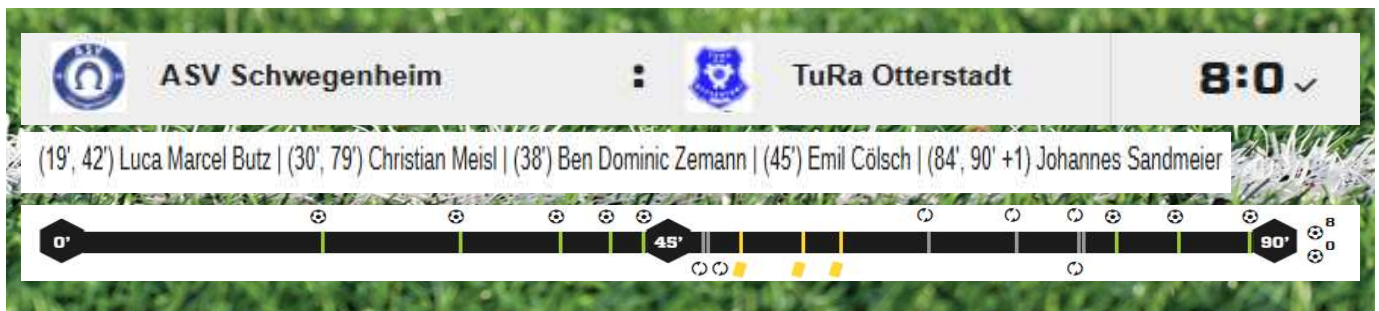 ASV Schwegenheim : TuRa Otterstadt 8:0
(19', 42') Luca Marcel Butz | (30', 79') Christian Meisl | (38') Ben Dominic Zemann | (45') Emil Cölsch | (84', 90' +1) Johannes Sandmeier
0' 45' 90' 8
0